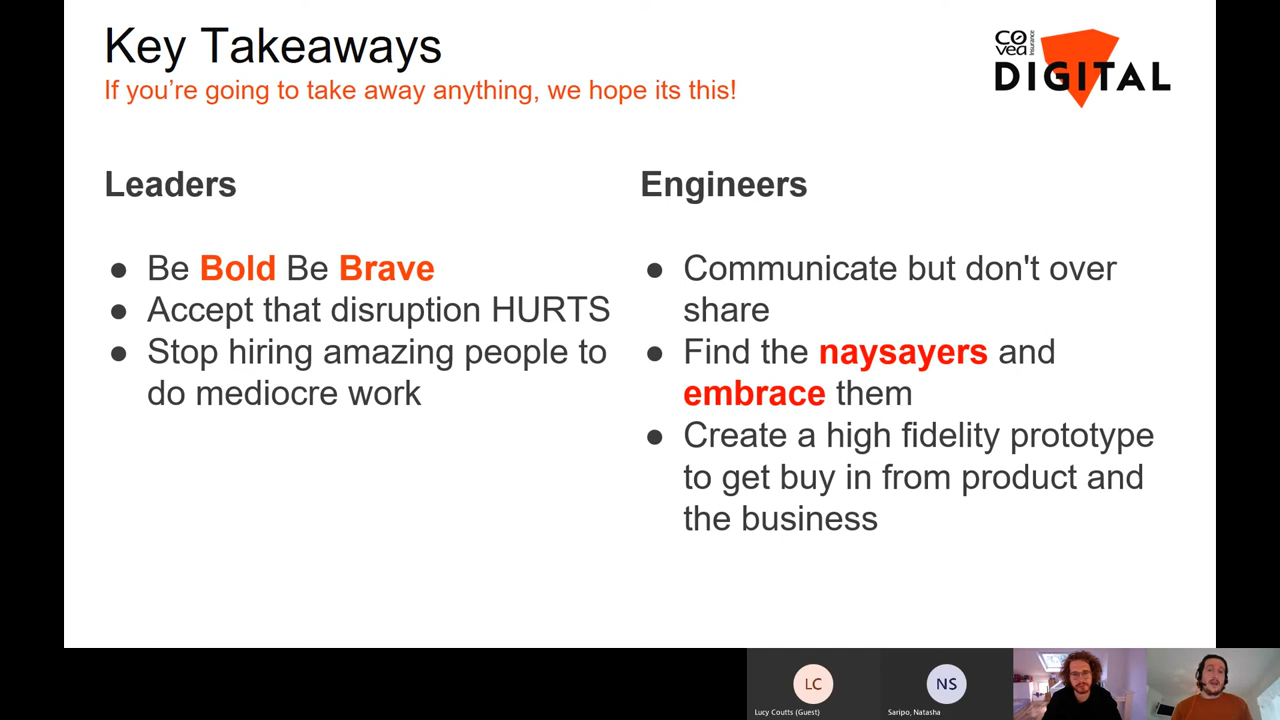 Key Takeaways
If you're going to take away anything, we hope its this!
covea
Insurance
DIGITAL
Leaders
● Be Bold Be Brave
● Accept that disruption HURTS
● Stop hiring amazing people to
do mediocre work
Engineers
● Communicate but don't over
share
● Find the naysayers and
embrace them
● Create a high fidelity prototype
to get buy in from product and
the business
LC
Lucy Coutts (Guest)
NS
Saripo, Natasha